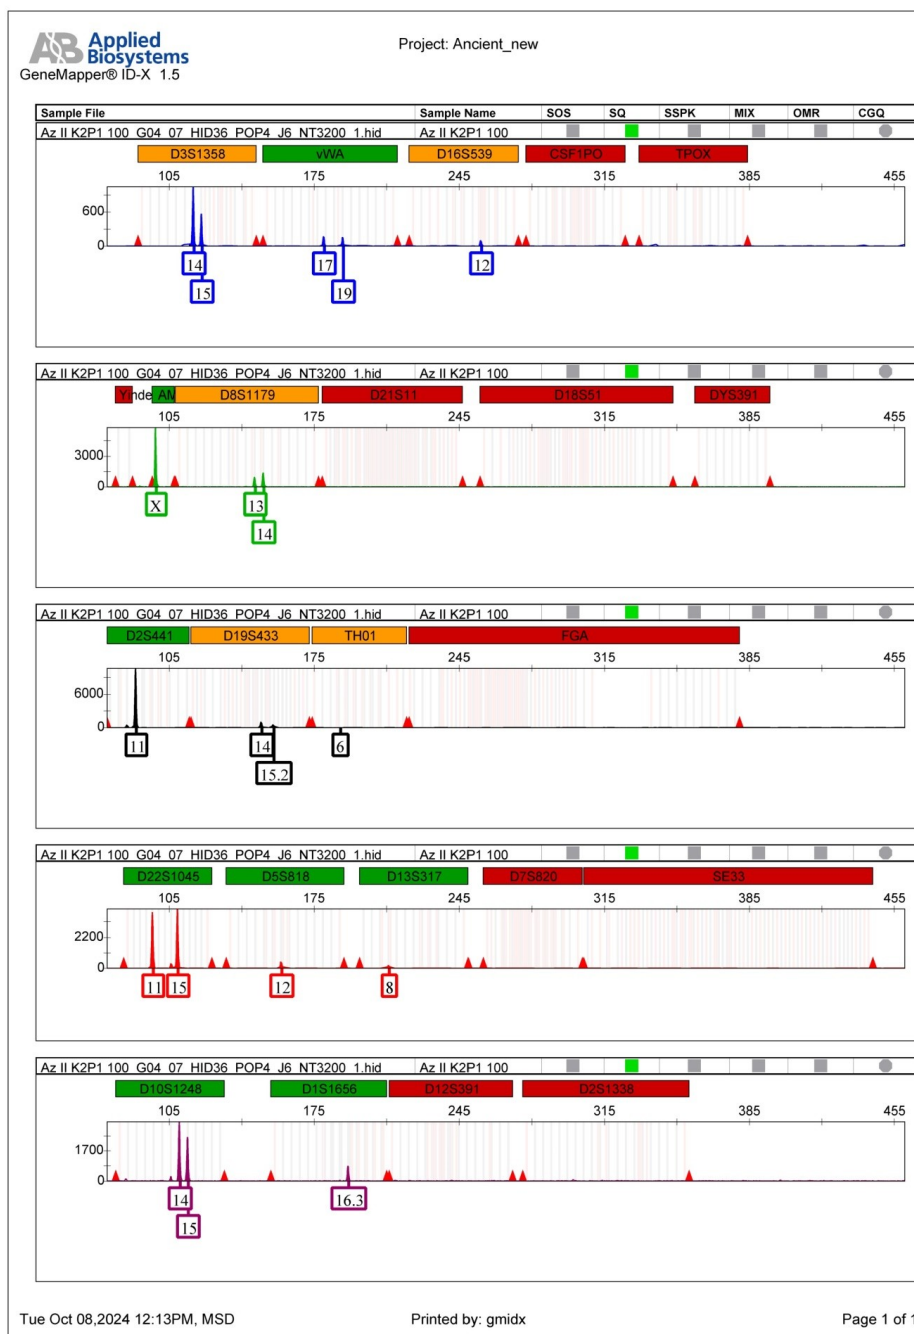 AB Applied Biosystems
GeneMapper® ID-X 1.5
Project: Ancient_new
Sample File Sample Name SOS SQ SSPK MIX OMR CGQ
Az II K2P1 100 G04 07 HID36 POP4 J6 NT3200 1.hid Az II K2P1 100
D3S1358 vWA D16S539 CSF1PO TPOX
105 175 245 315 385 455
600
0
14 17 12
15 19
Az II K2P1 100 G04 07 HID36 POP4 J6 NT3200 1.hid Az II K2P1 100
Yinde AM D8S1179 D21S11 D18S51 DYS391
105 175 245 315 385 455
3000
0
X 13
14
Az II K2P1 100 G04 07 HID36 POP4 J6 NT3200 1.hid Az II K2P1 100
D2S441 D19S433 TH01 FGA
105 175 245 315 385 455
6000
0
11 14 6
15.2
Az II K2P1 100 G04 07 HID36 POP4 J6 NT3200 1.hid Az II K2P1 100
D22S1045 D5S818 D13S317 D7S820 SE33
105 175 245 315 385 455
2200
0
11 15 12 8
Az II K2P1 100 G04 07 HID36 POP4 J6 NT3200 1.hid Az II K2P1 100
D10S1248 D1S1656 D12S391 D2S1338
105 175 245 315 385 455
1700
0
14 16.3
15
Tue Oct 08,2024 12:13PM, MSD Printed by: gmidx Page 1 of 1